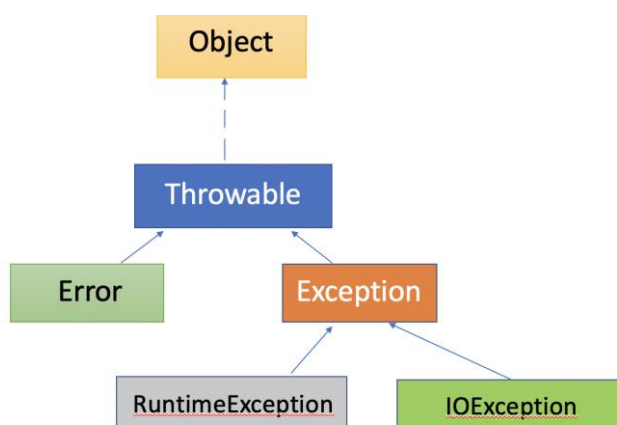 Object
Throwable
Error
Exception
RuntimeException
IOException